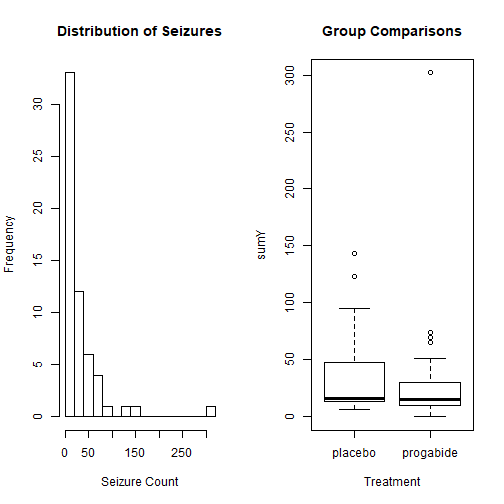 Distribution of Seizures
Frequency
0
5
10
15
20
25
30
0 50 150 250
Seizure Count
Group Comparisons
sumY
0
50
100
150
200
250
300
placebo progabide
Treatment